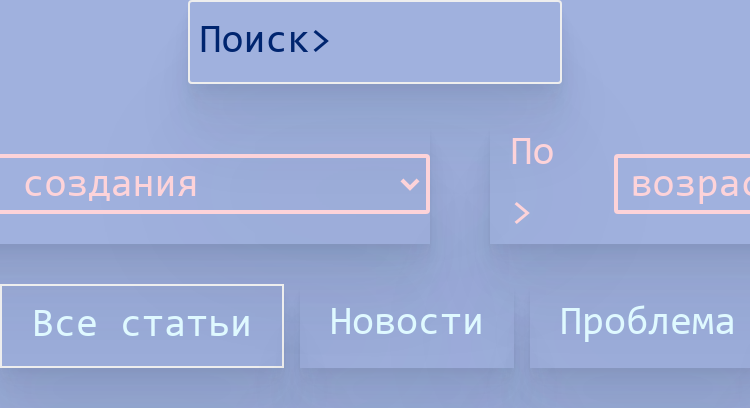 Поиск>
создания
По
>
возрас
Все статьи
Новости
Проблема